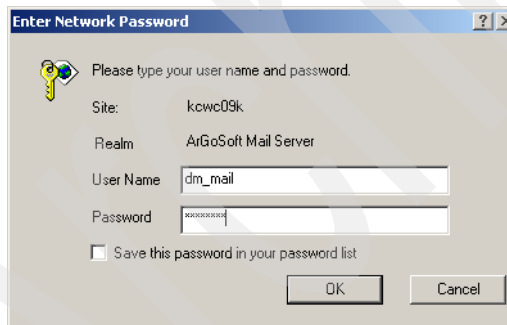 Enter Network Password
Please type your user name and password.
Site: kcwc09k
Realm ArGoSoft Mail Server
User Name dm_mail
Password xxxxxxxx
Save this password in your password list
OK Cancel